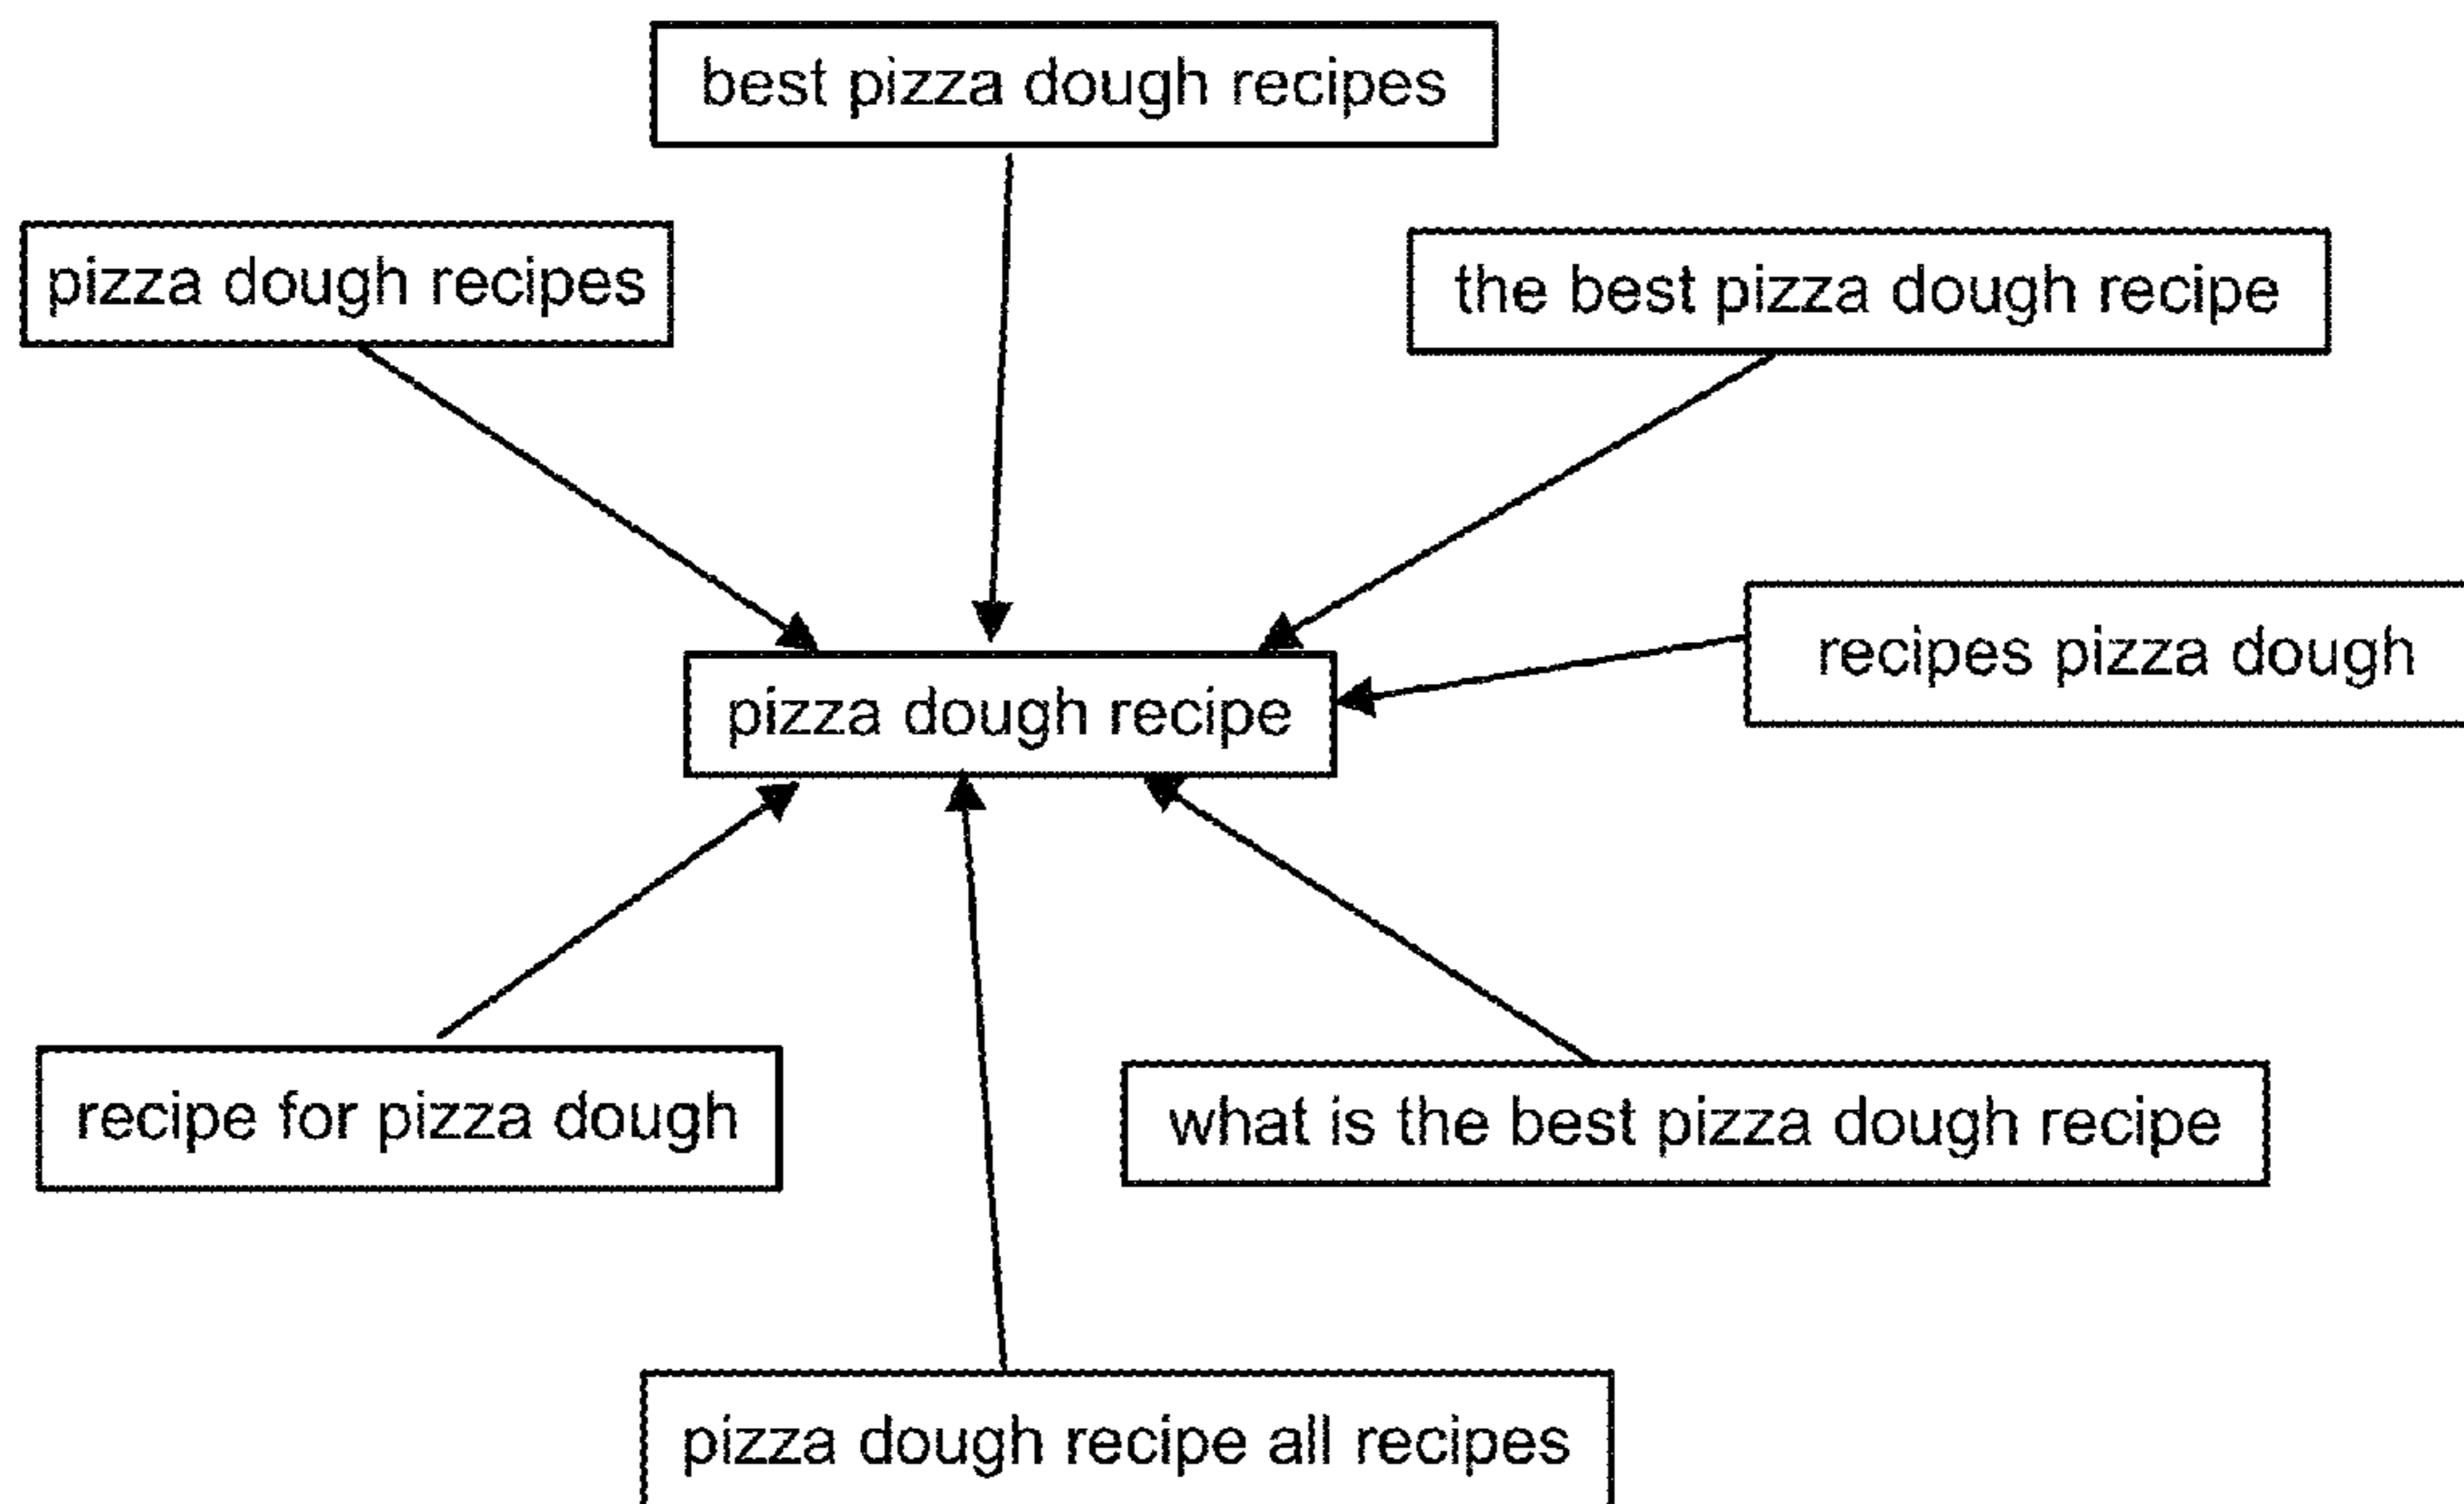 best pizza dough recipes
pizza dough recipes
the best pizza dough recipe
recipes pizza dough
pizza dough recipe
recipe for pizza dough
what is the best pizza dough recipe
pizza dough recipe all recipes